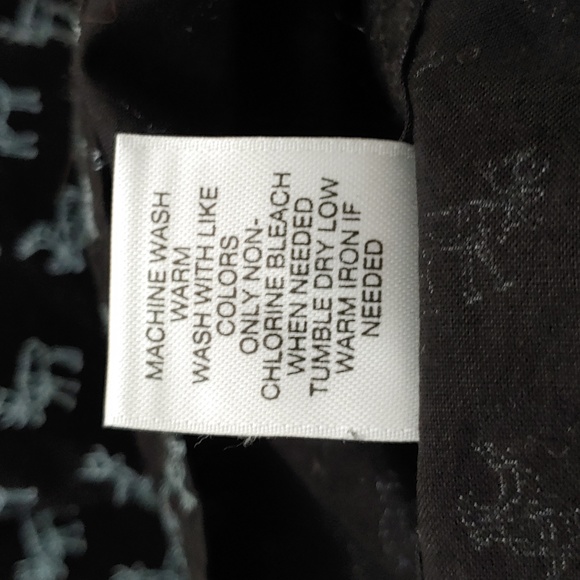 MACHINE WASH
WARM
WASH WITH LIKE
COLORS
ONLY NON-
CHLORINE BLEACH
WHEN NEEDED
TUMBLE DRY LOW
WARM IRON IF
NEEDED